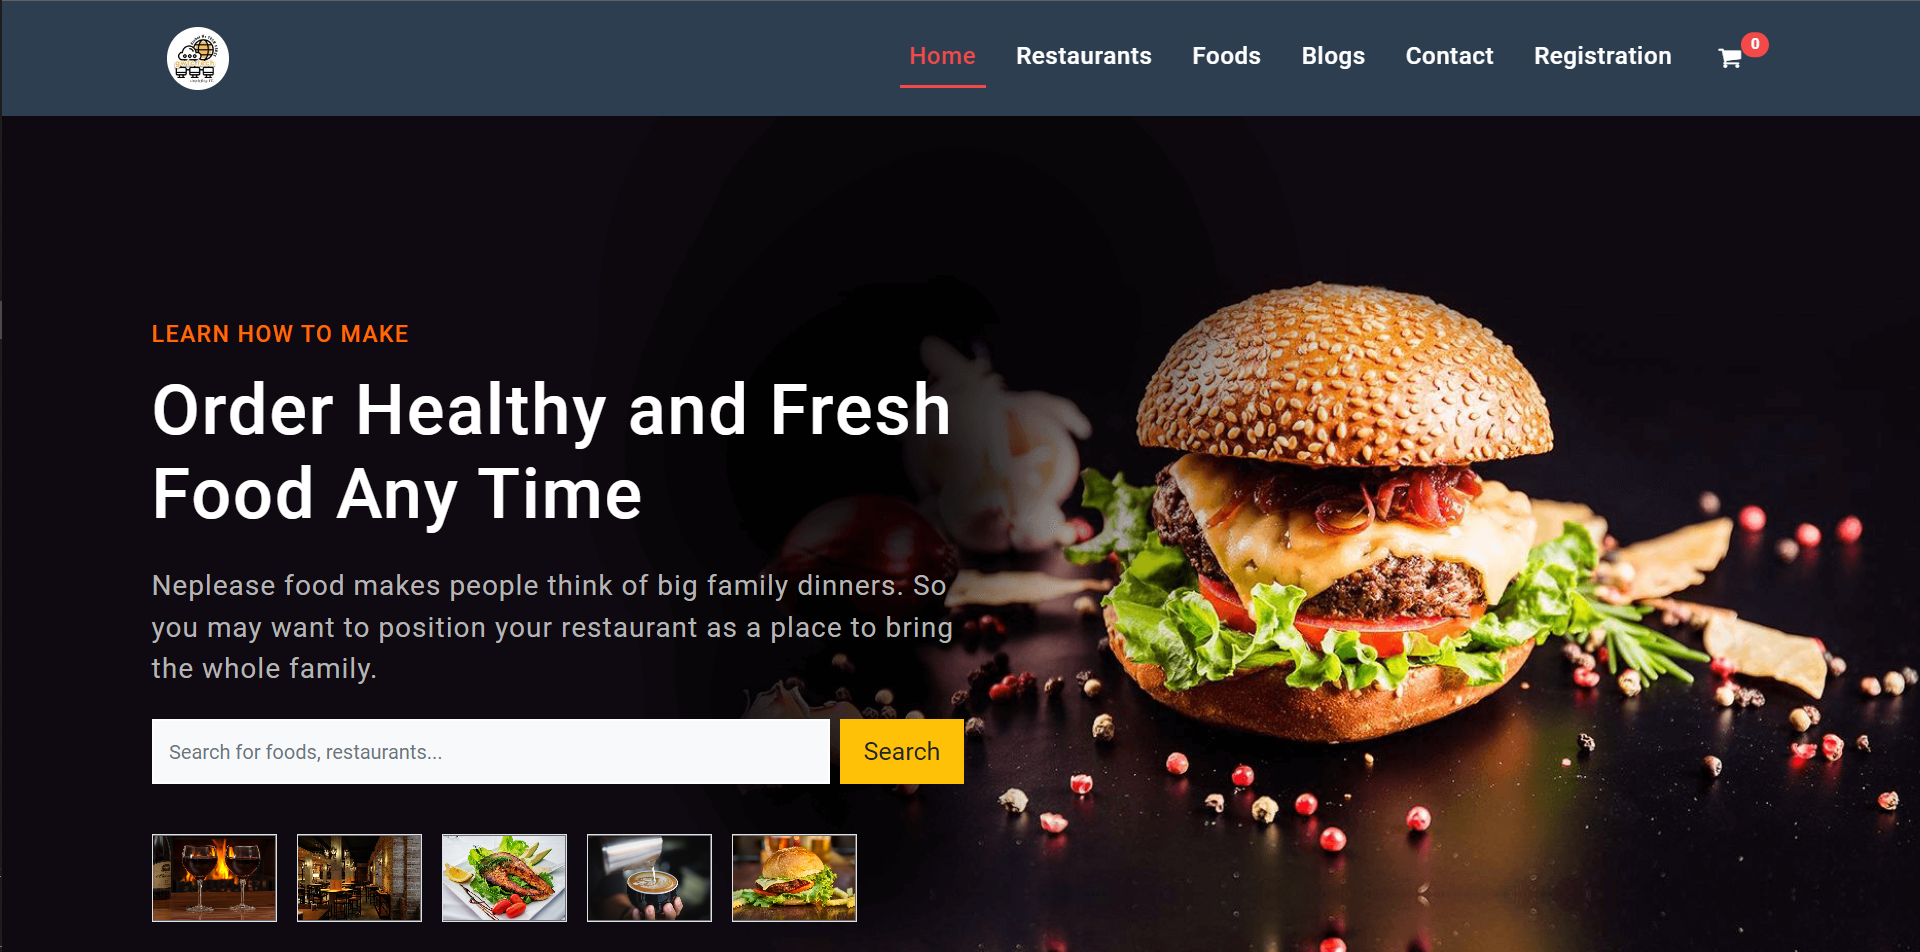 Home Restaurants Foods Blogs Contact Registration 0
LEARN HOW TO MAKE
Order Healthy and Fresh
Food Any Time
Neplease food makes people think of big family dinners. So
you may want to position your restaurant as a place to bring
the whole family.
Search for foods, restaurants... Search